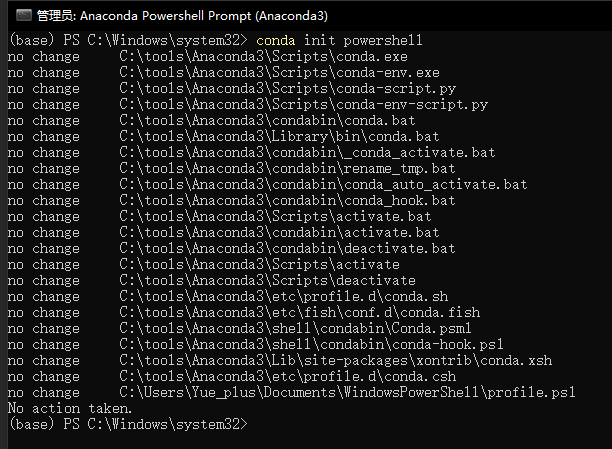 管理员: Anaconda Powershell Prompt (Anaconda3)
(base) PS C:\Windows\system32> conda init powershell
no change     C:\tools\Anaconda3\Scripts\conda.exe
no change     C:\tools\Anaconda3\Scripts\conda-env.exe
no change     C:\tools\Anaconda3\Scripts\conda-script.py
no change     C:\tools\Anaconda3\Scripts\conda-env-script.py
no change     C:\tools\Anaconda3\condabin\conda.bat
no change     C:\tools\Anaconda3\Library\bin\conda.bat
no change     C:\tools\Anaconda3\condabin\_conda_activate.bat
no change     C:\tools\Anaconda3\condabin\rename_tmp.bat
no change     C:\tools\Anaconda3\condabin\conda_auto_activate.bat
no change     C:\tools\Anaconda3\condabin\conda_hook.bat
no change     C:\tools\Anaconda3\Scripts\activate.bat
no change     C:\tools\Anaconda3\condabin\activate.bat
no change     C:\tools\Anaconda3\condabin\deactivate.bat
no change     C:\tools\Anaconda3\Scripts\activate
no change     C:\tools\Anaconda3\Scripts\deactivate
no change     C:\tools\Anaconda3\etc\profile.d\conda.sh
no change     C:\tools\Anaconda3\etc\fish\conf.d\conda.fish
no change     C:\tools\Anaconda3\shell\condabin\Conda.psm1
no change     C:\tools\Anaconda3\shell\condabin\conda-hook.ps1
no change     C:\tools\Anaconda3\Lib\site-packages\xontrib\conda.xsh
no change     C:\tools\Anaconda3\etc\profile.d\conda.csh
no change     C:\Users\Yue_plus\Documents\WindowsPowerShell\profile.ps1
No action taken.
(base) PS C:\Windows\system32>